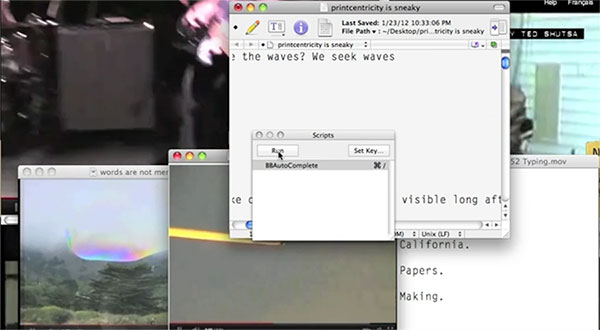 printcentricity is sneaky
Help Français
Last Saved: 1/23/12 10:33:06 PM
File Path ▾: ~/Desktop/pri...tricity is sneaky
printcentricity is sneaky
BY TED SHUTSA
e the waves? We seek waves
Scripts
Run Set Key...
BBAutoComplete ⌘ /
52 Typing.mov
words are not mer
visible long aft
Unix (LF)
California.
Papers.
Making.